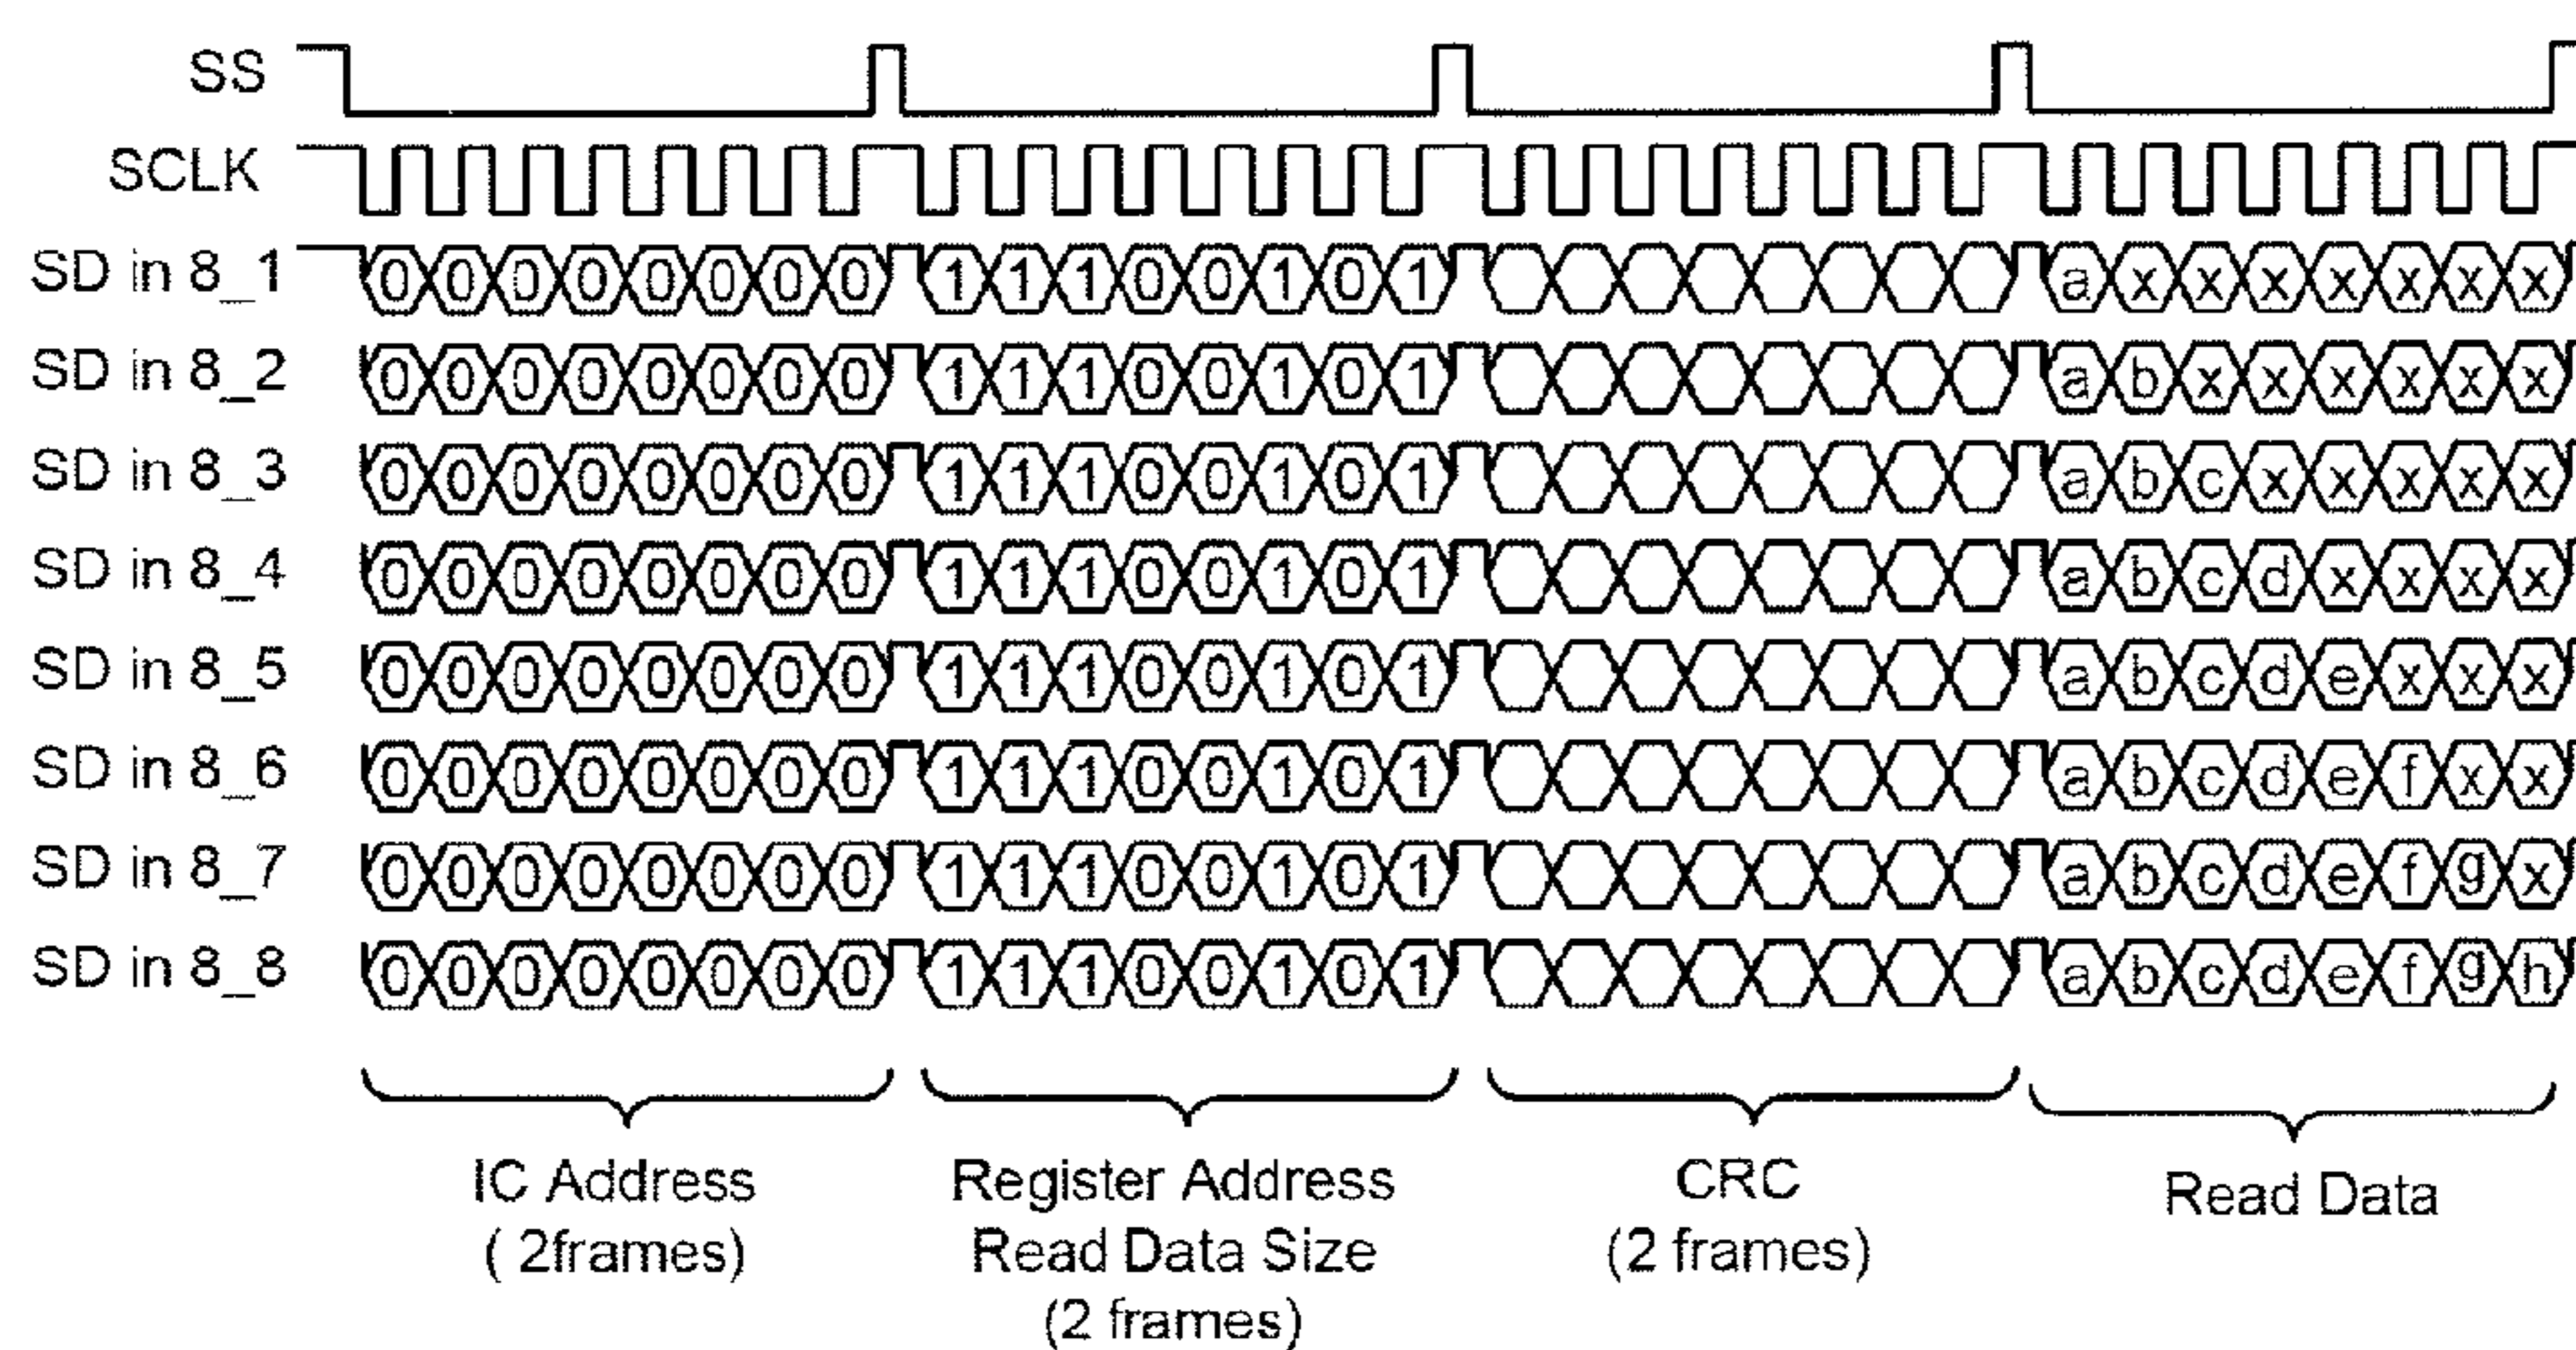 SS
SCLK
SD in 8_1 0 0 0 0 0 0 0 0 1 1 1 0 0 1 0 1 a x x x x x x x
SD in 8_2 0 0 0 0 0 0 0 0 1 1 1 0 0 1 0 1 a b x x x x x x
SD in 8_3 0 0 0 0 0 0 0 0 1 1 1 0 0 1 0 1 a b c x x x x x
SD in 8_4 0 0 0 0 0 0 0 0 1 1 1 0 0 1 0 1 a b c d x x x x
SD in 8_5 0 0 0 0 0 0 0 0 1 1 1 0 0 1 0 1 a b c d e x x x
SD in 8_6 0 0 0 0 0 0 0 0 1 1 1 0 0 1 0 1 a b c d e f x x
SD in 8_7 0 0 0 0 0 0 0 0 1 1 1 0 0 1 0 1 a b c d e f g x
SD in 8_8 0 0 0 0 0 0 0 0 1 1 1 0 0 1 0 1 a b c d e f g h
IC Address
( 2frames)
Register Address
Read Data Size
(2 frames)
CRC
(2 frames)
Read Data